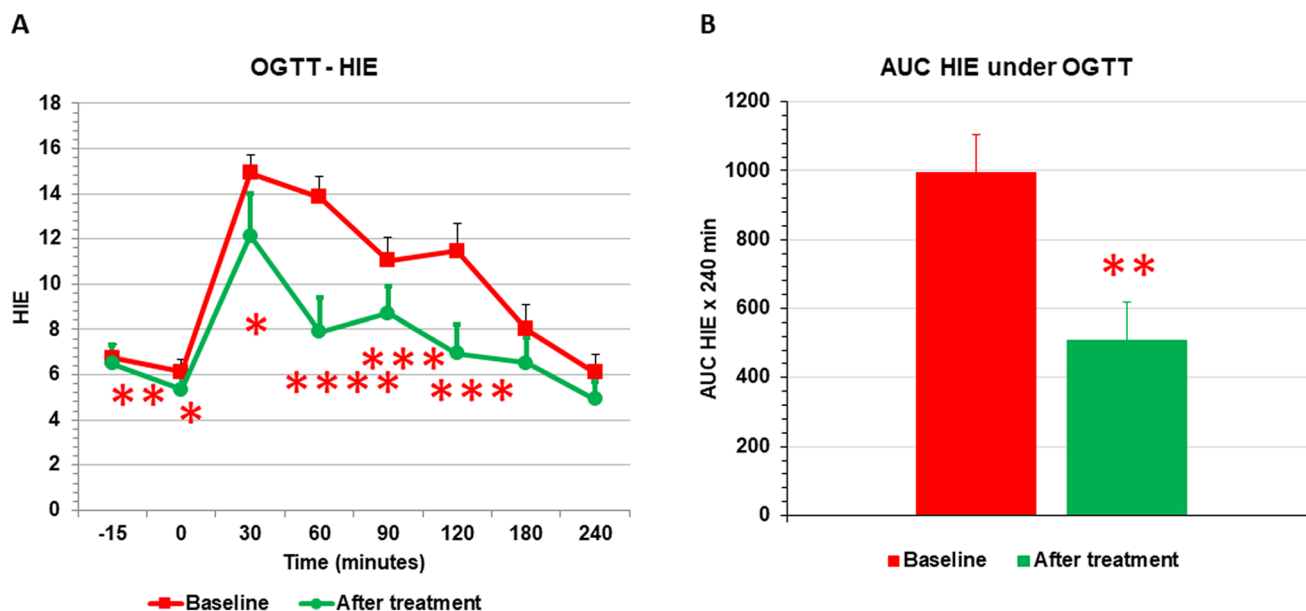 A
OGTT - HIE
18
16
14
12
10
8
6
4
2
0
HIE
*
* * *
* * * *
* * *
* *
*
-15 0 30 60 90 120 180 240
Time (minutes)
Baseline After treatment
B
AUC HIE under OGTT
1200
1000
800
600
400
200
0
AUC HIE x 240 min
* *
Baseline After treatment